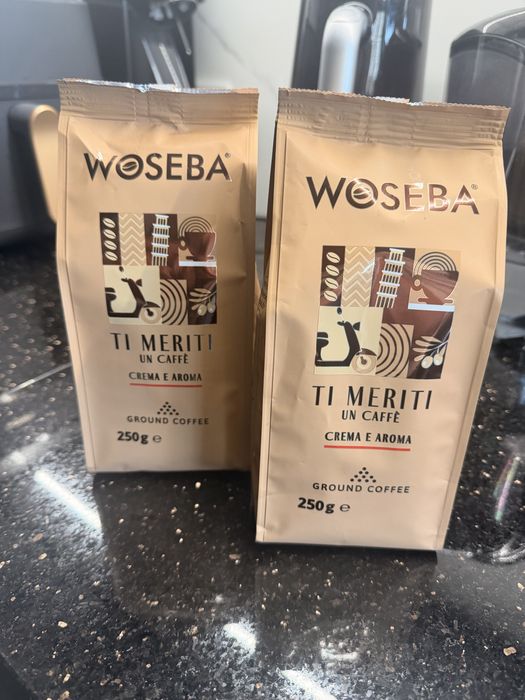 WOSEBA®
TI MERITI
UN CAFFÈ
CREMA E AROMA
GROUND COFFEE
250g ℮
WOSEBA®
TI MERITI
UN CAFFÈ
CREMA E AROMA
GROUND COFFEE
250g ℮